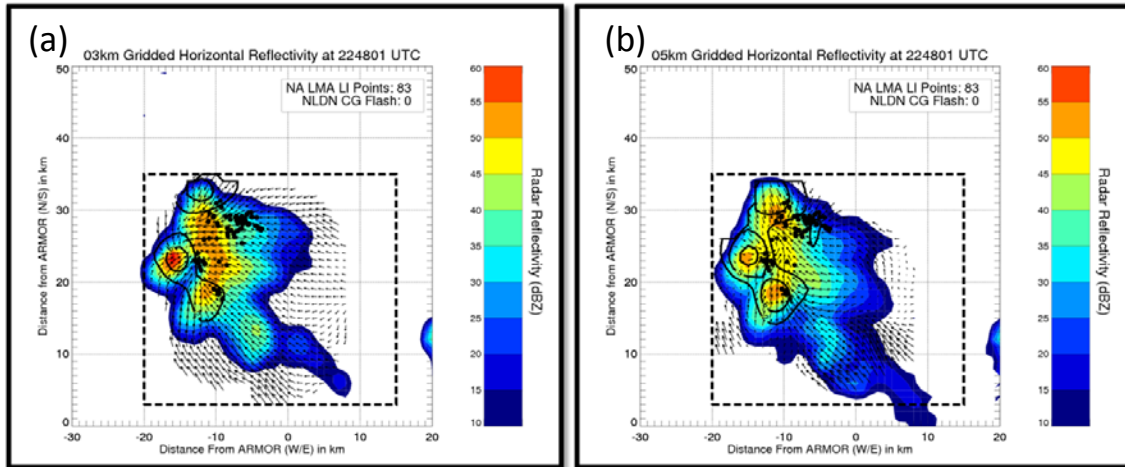 (a)
03km Gridded Horizontal Reflectivity at 224801 UTC
NA LMA LI Points: 83
NLDN CG Flash: 0
Distance from ARMOR (N/S) in km
50
40
30
20
10
0
-30 -20 -10 0 10 20
Distance From ARMOR (W/E) in km
60
55
50
45
40
35
30
25
20
15
10
Radar Reflectivity (dBZ)
(b)
05km Gridded Horizontal Reflectivity at 224801 UTC
NA LMA LI Points: 83
NLDN CG Flash: 0
Distance from ARMOR (N/S) in km
50
40
30
20
10
0
-30 -20 -10 0 10 20
Distance From ARMOR (W/E) in km
60
55
50
45
40
35
30
25
20
15
10
Radar Reflectivity (dBZ)